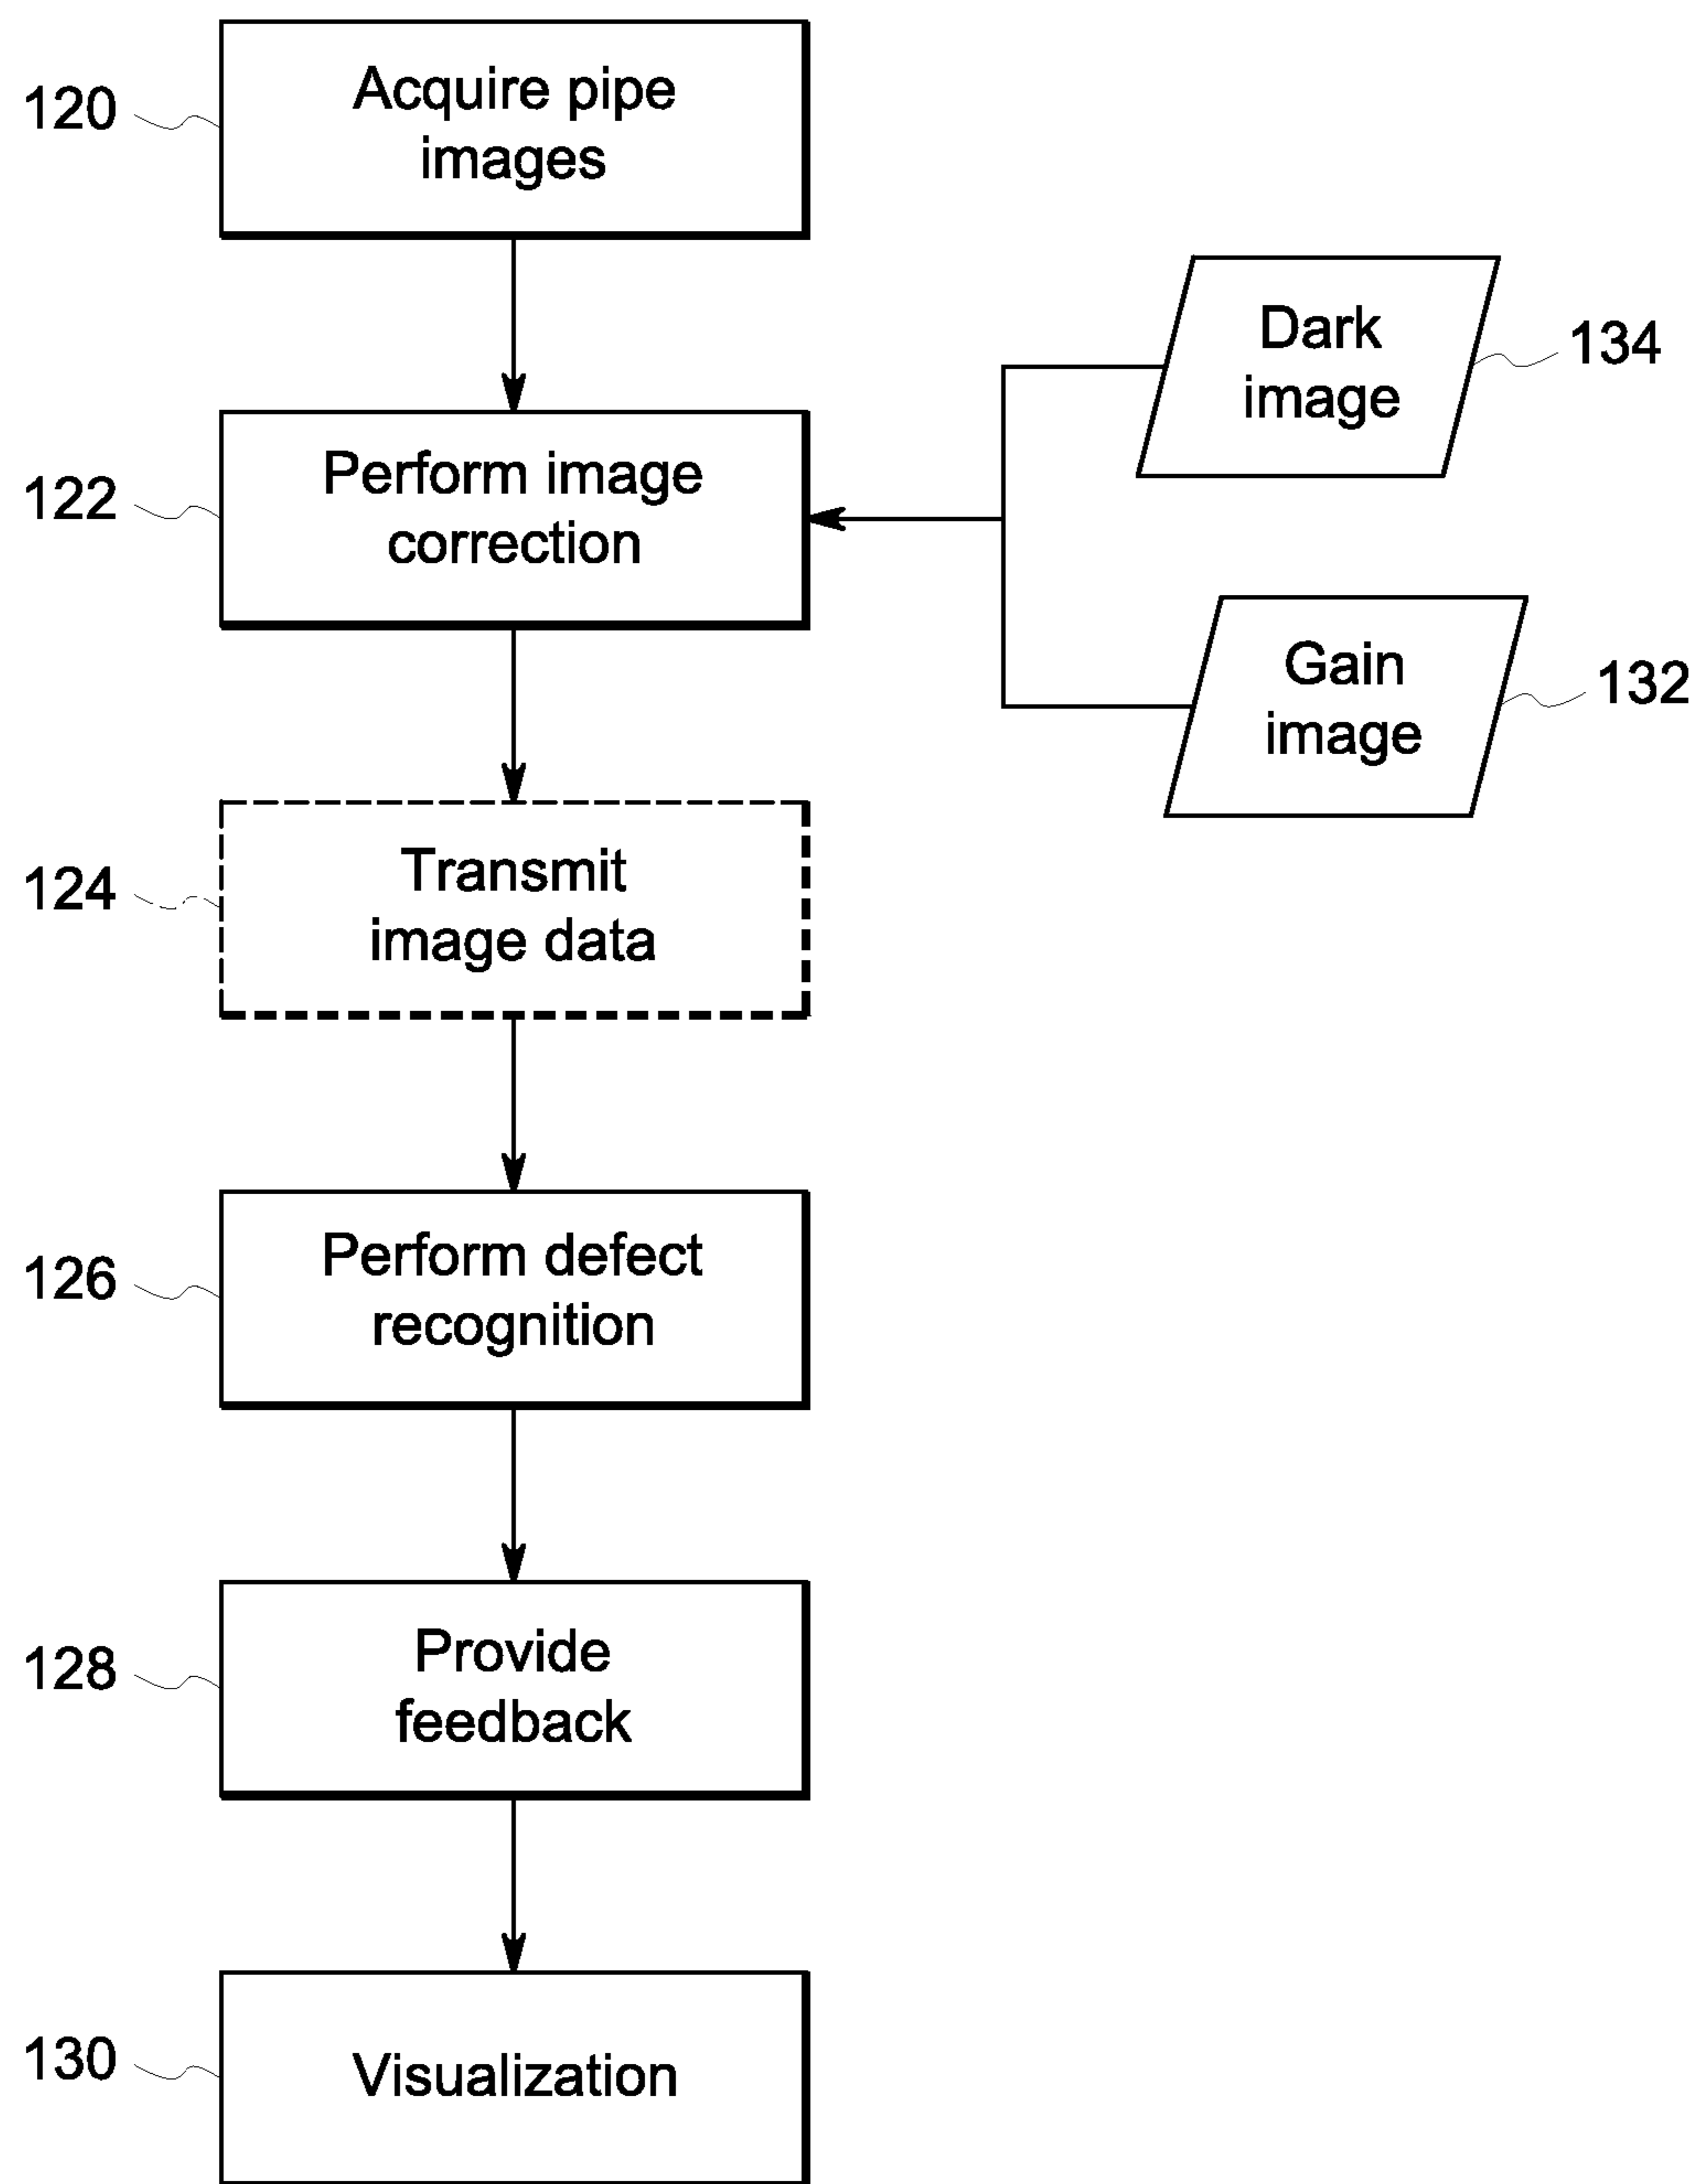 120
Acquire pipe
images
Dark
image
134
122
Perform image
correction
Gain
image
132
124
Transmit
image data
126
Perform defect
recognition
128
Provide
feedback
130
Visualization